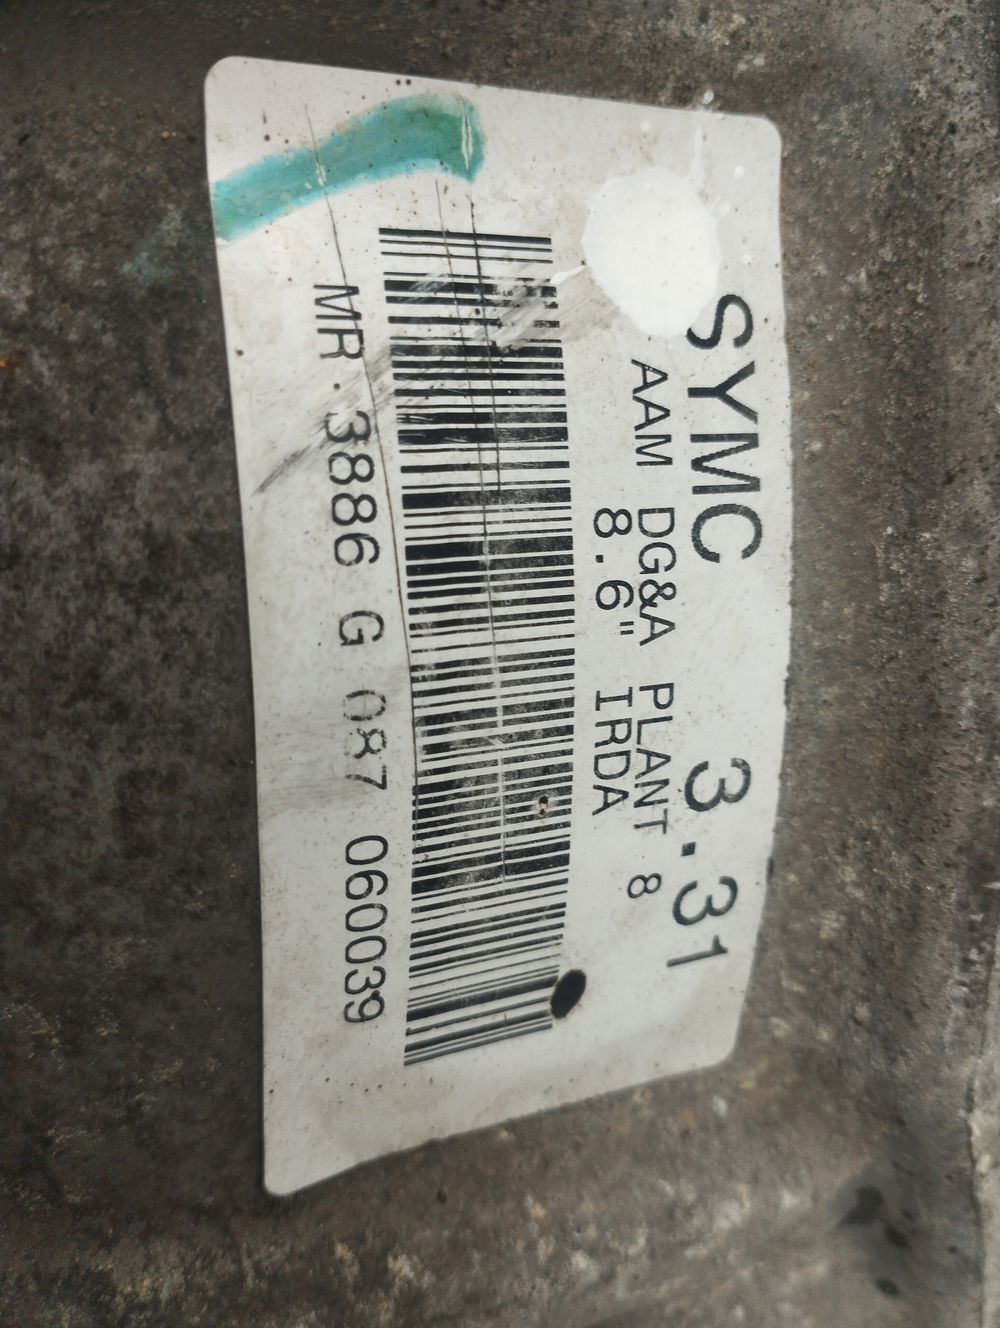 SYMC 3.31
AAM DG&A PLANT 8
8.6" IRDA
MR.3886 G 087 060039